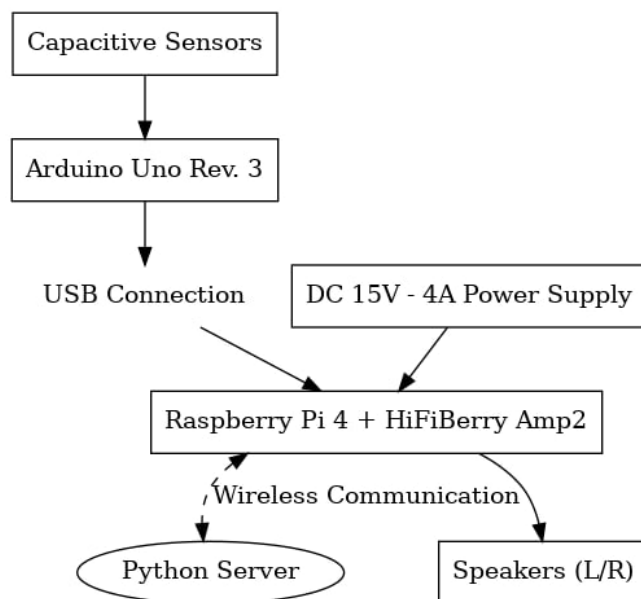 Capacitive Sensors
Arduino Uno Rev. 3
USB Connection
DC 15V - 4A Power Supply
Raspberry Pi 4 + HiFiBerry Amp2
Wireless Communication
Python Server
Speakers (L/R)